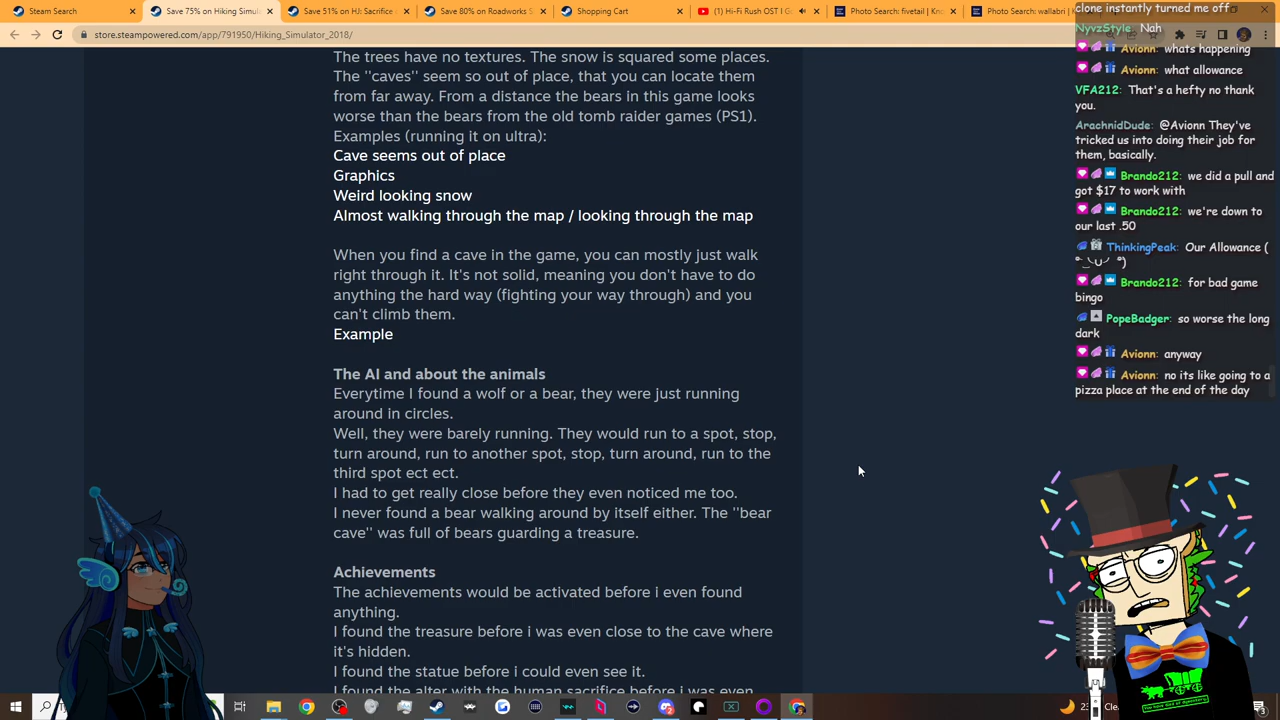 Steam Search
Save 75% on Hiking Simula
Save 51% on HJ: Sacrifice
Save 80% on Roadworks S
Shopping Cart
(1) Hi-Fi Rush OST I G
Photo Search: fivetail | Kno
Photo Search: wallabri | Kno
store.steampowered.com/app/791950/Hiking_Simulator_2018/
The trees have no textures. The snow is squared some places.
The ''caves'' seem so out of place, that you can locate them
from far away. From a distance the bears in this game looks
worse than the bears from the old tomb raider games (PS1).
Examples (running it on ultra):
Cave seems out of place
Graphics
Weird looking snow
Almost walking through the map / looking through the map
When you find a cave in the game, you can mostly just walk
right through it. It's not solid, meaning you don't have to do
anything the hard way (fighting your way through) and you
can't climb them.
Example
The AI and about the animals
Everytime I found a wolf or a bear, they were just running
around in circles.
Well, they were barely running. They would run to a spot, stop,
turn around, run to another spot, stop, turn around, run to the
third spot ect ect.
I had to get really close before they even noticed me too.
I never found a bear walking around by itself either. The ''bear
cave'' was full of bears guarding a treasure.
Achievements
The achievements would be activated before i even found
anything.
I found the treasure before i was even close to the cave where
it's hidden.
I found the statue before i could even see it.
I found the alter with the human sacrifice before i was even
clone instantly turned me off
NyvzStyle Nah
Avionn: whats happening
Avionn: what allowance
VFA212: That's a hefty no thank
you.
ArachnidDude: @Avionn They've
tricked us into doing their job for
them, basically.
Brando212: we did a pull and
got $17 to work with
Brando212: we're down to
our last .50
ThinkingPeak: Our Allowance (
Brando212: for bad game
bingo
PopeBadger: so worse the long
dark
Avionn: anyway
Avionn: no its like going to a
pizza place at the end of the day